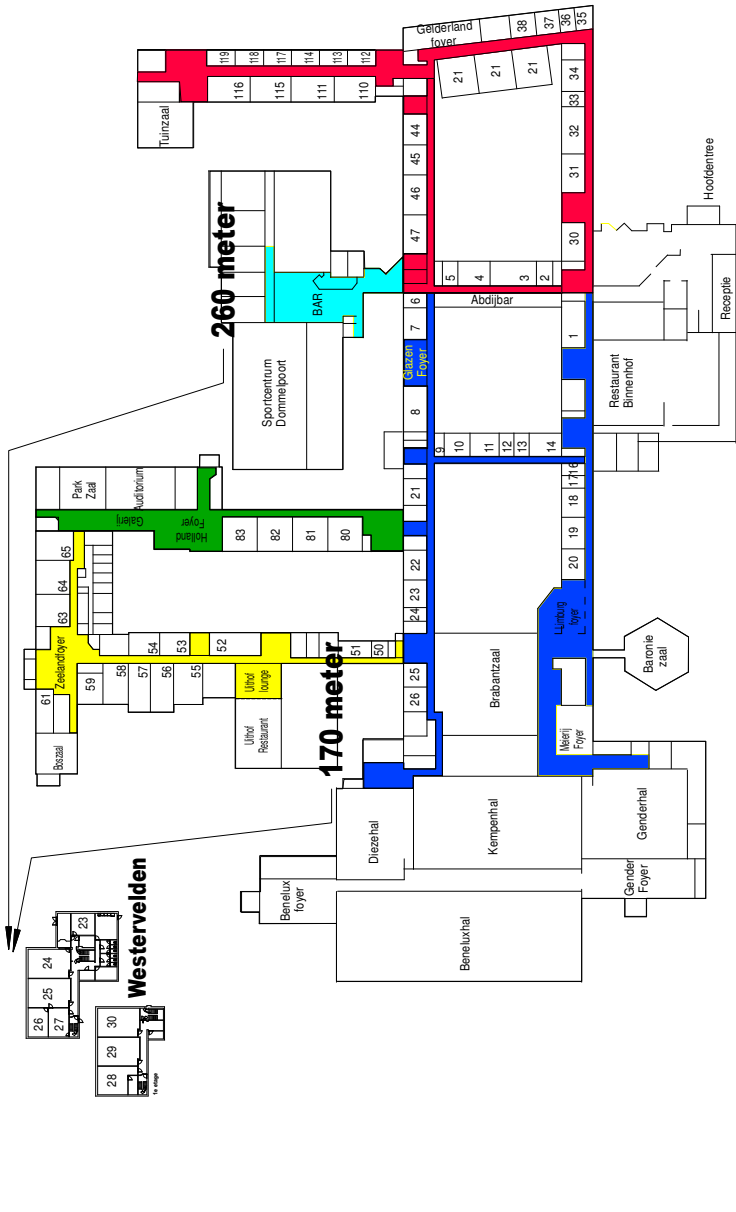 Gelderland
foyer
38
37
36
35
119
118
117
114
113
112
116
115
111
110
21
21
21
34
33
32
31
30
Tuinzaal
44
45
46
47
5
4
3
2
Hoofdentree
260 meter
BAR
Abdijbar
6
7
Glazen
Foyer
8
1
Receptie
Restaurant
Binnenhof
Sportcentrum
Dommelpoort
9
10
11
12
13
14
Park
Zaal
Auditorium
Galerij
Foyer
Holland
83
82
81
80
21
22
23
24
16
17
18
19
20
65
64
63
Zeelandfoyer
61
Boszaal
54
53
52
51
50
59
58
57
56
55
Uithof
lounge
Uithof
Restaurant
170 meter
25
26
Limburg
foyer
Baronie
zaal
Brabantzaal
Meierij
Foyer
Diezehal
Kempenhal
Genderhal
Benelux
foyer
Gender
Foyer
Beneluxhal
Westervelden
23
24
25
26
27
28
29
30
1e etage